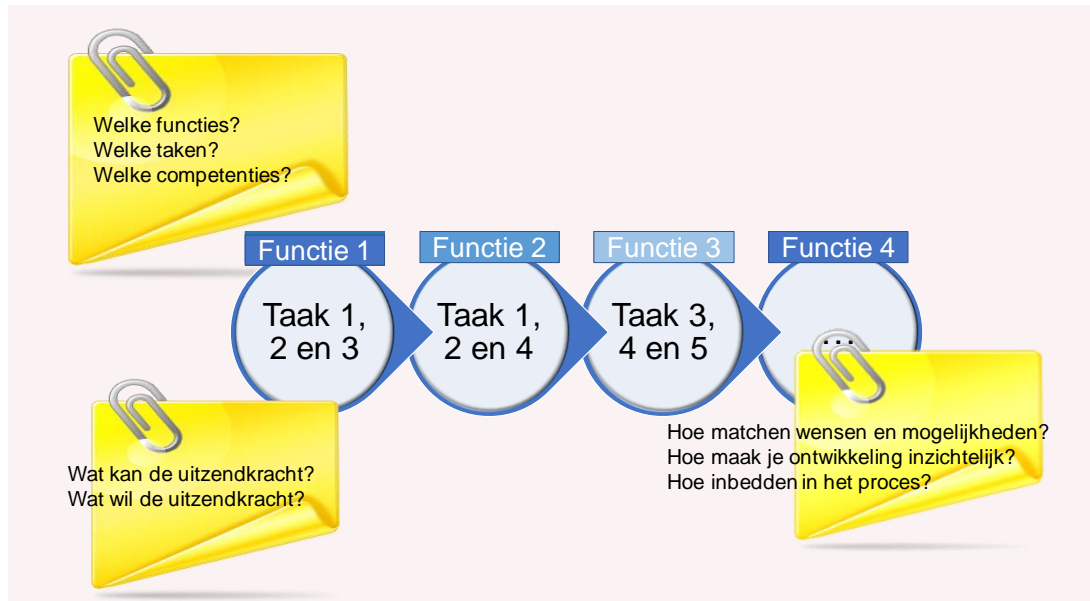 Welke functies?
Welke taken?
Welke competenties?
Functie 1
Functie 2
Functie 3
Functie 4
Taak 1,
2 en 3
Taak 1,
2 en 4
Taak 3,
4 en 5
...
Wat kan de uitzendkracht?
Wat wil de uitzendkracht?
Hoe matchen wensen en mogelijkheden?
Hoe maak je ontwikkeling inzichtelijk?
Hoe inbedden in het proces?